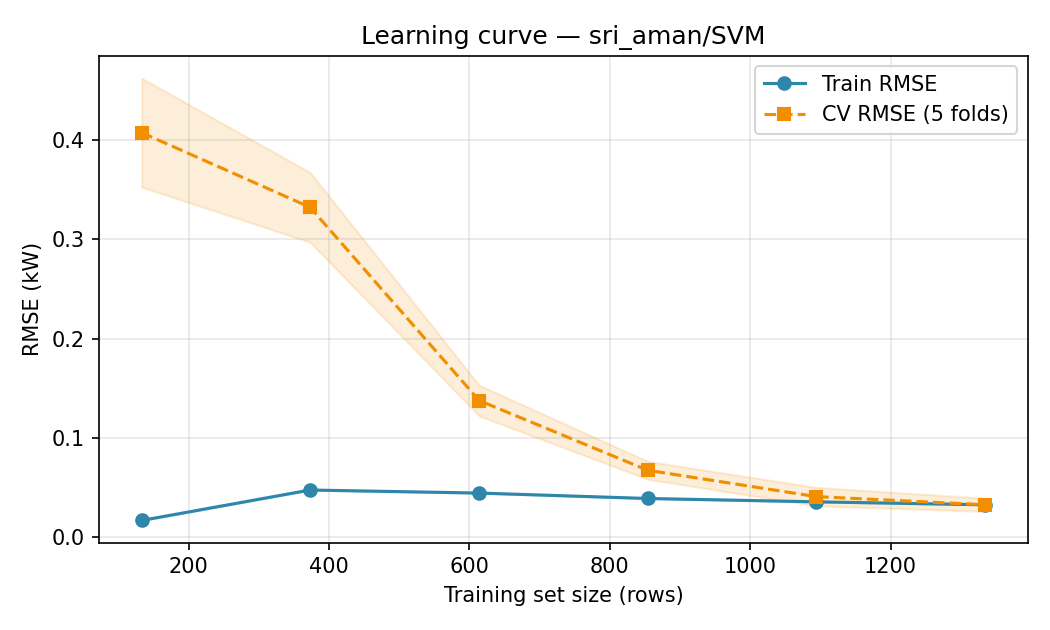 Learning curve — sri_aman/SVM
Train RMSE
CV RMSE (5 folds)
RMSE (kW)
0.4
0.3
0.2
0.1
0.0
200 400 600 800 1000 1200
Training set size (rows)